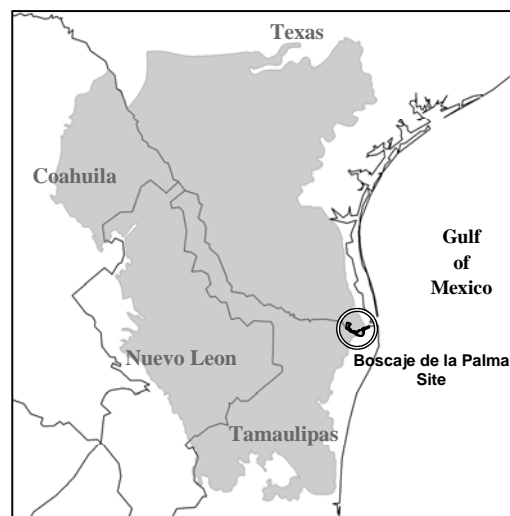 Texas
Coahuila
Gulf
of
Mexico
Nuevo Leon
Boscaje de la Palma
Site
Tamaulipas